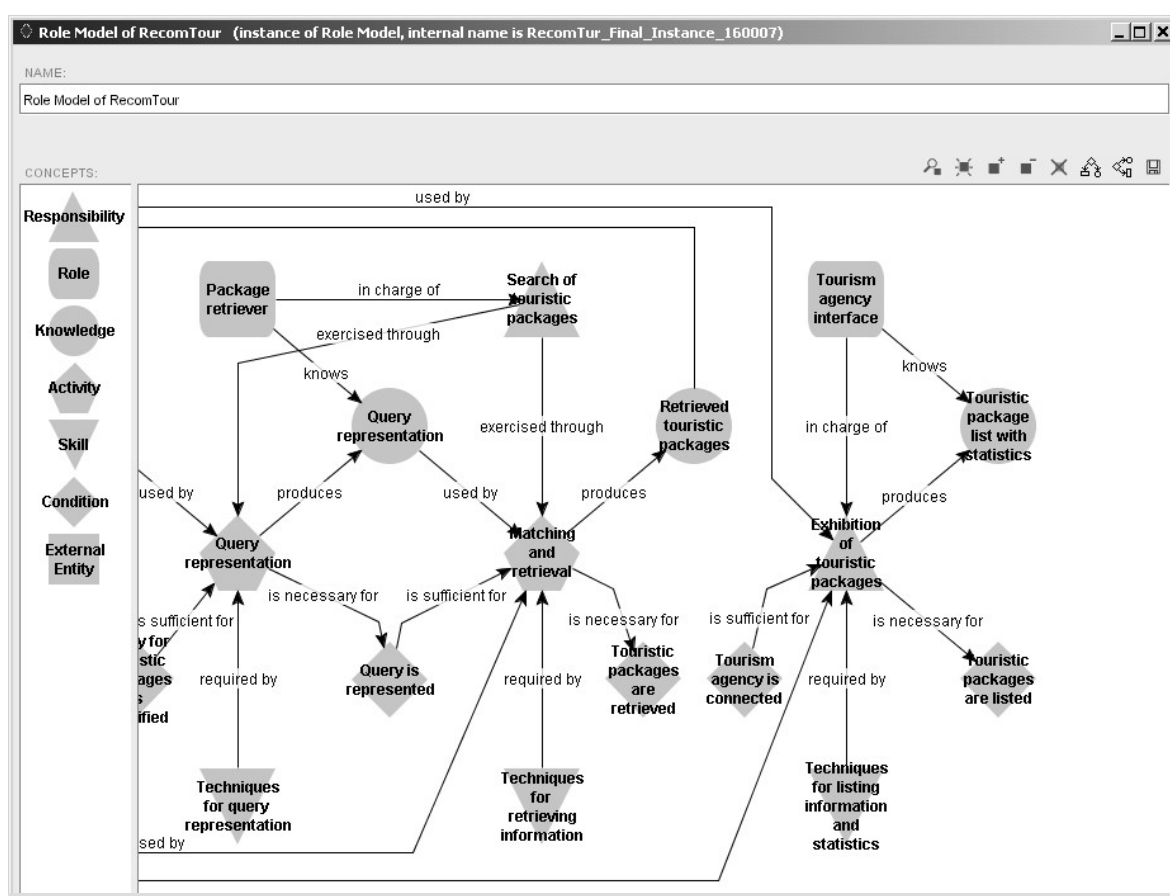 Role Model of RecomTour (instance of Role Model, internal name is RecomTur_Final_Instance_160007)
NAME:
Role Model of RecomTour
CONCEPTS:
Responsibility
Role
Knowledge
Activity
Skill
Condition
External
Entity
used by
Package
retriever
in charge of
Search of
touristic
packages
Tourism
agency
interface
exercised through
knows
knows
Query
representation
exercised through
Retrieved
touristic
packages
in charge of
Touristic
package
list with
statistics
used by
produces
used by
produces
produces
Query
representation
Matching
and
retrieval
Exhibition
of
touristic
packages
is necessary for
is sufficient for
is sufficient for
is necessary for
is sufficient for
is necessary for
y for
stic
ages
s
ified
required by
Query is
represented
required by
Touristic
packages
are
retrieved
Tourism
agency is
connected
required by
Touristic
packages
are listed
Techniques
for query
representation
Techniques
for
retrieving
information
Techniques
for listing
information
and
statistics
sed by